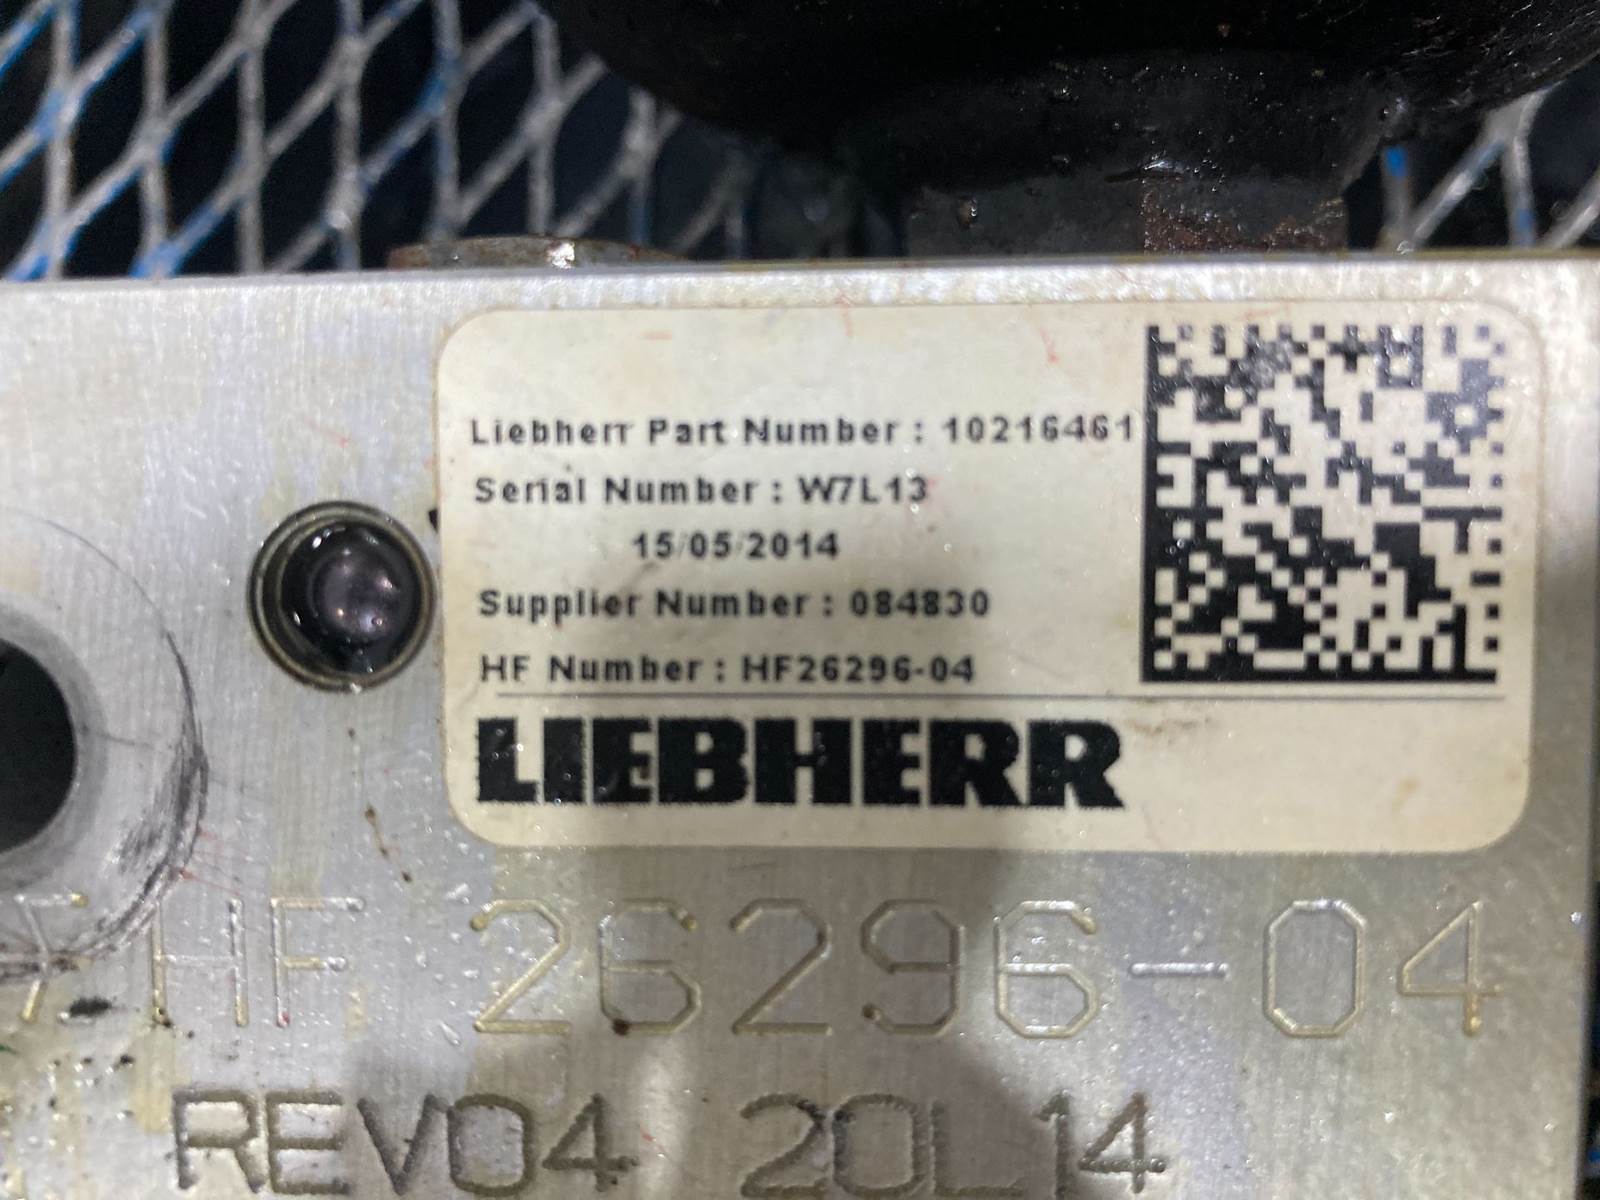 Liebherr Part Number : 10216461
Serial Number : W7L13
15/05/2014
Supplier Number : 084830
HF Number : HF26296-04
LIEBHERR
HF 26296-04
REV04 20L14